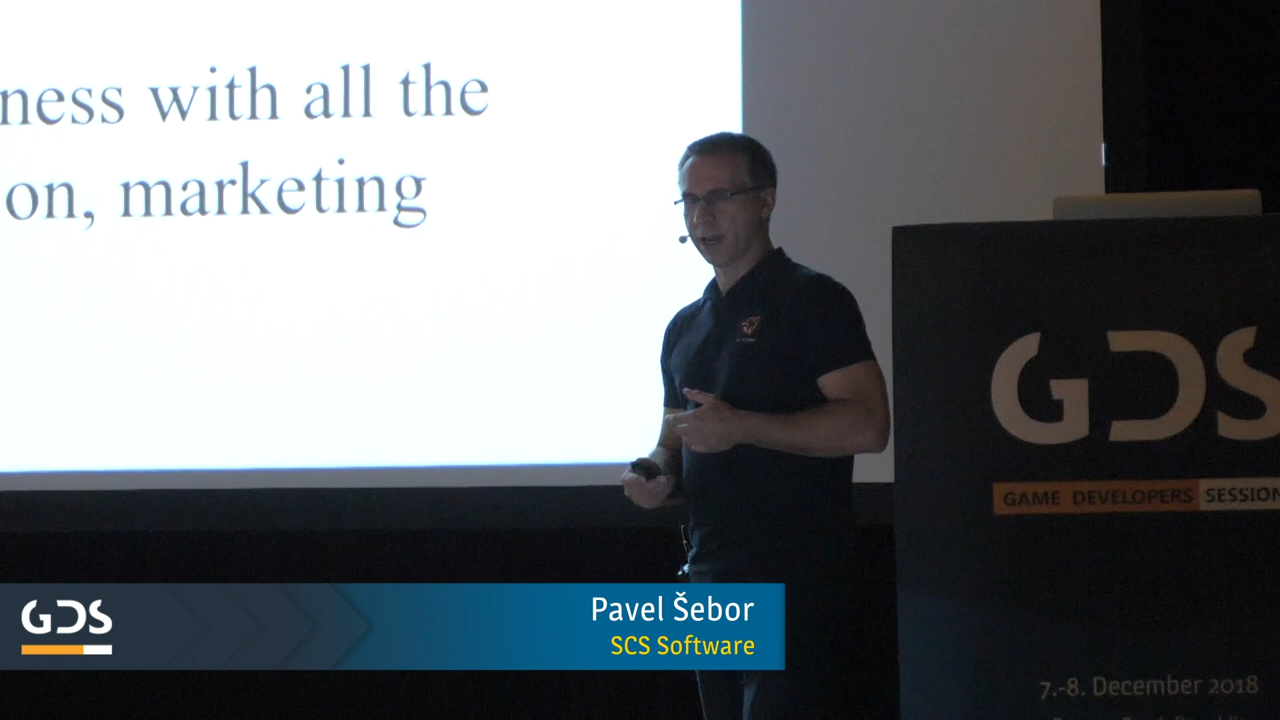 ness with all the
on, marketing
GDS
GAME DEVELOPERS SESSION
7.-8. December 2018
GDS
Pavel Šebor
SCS Software